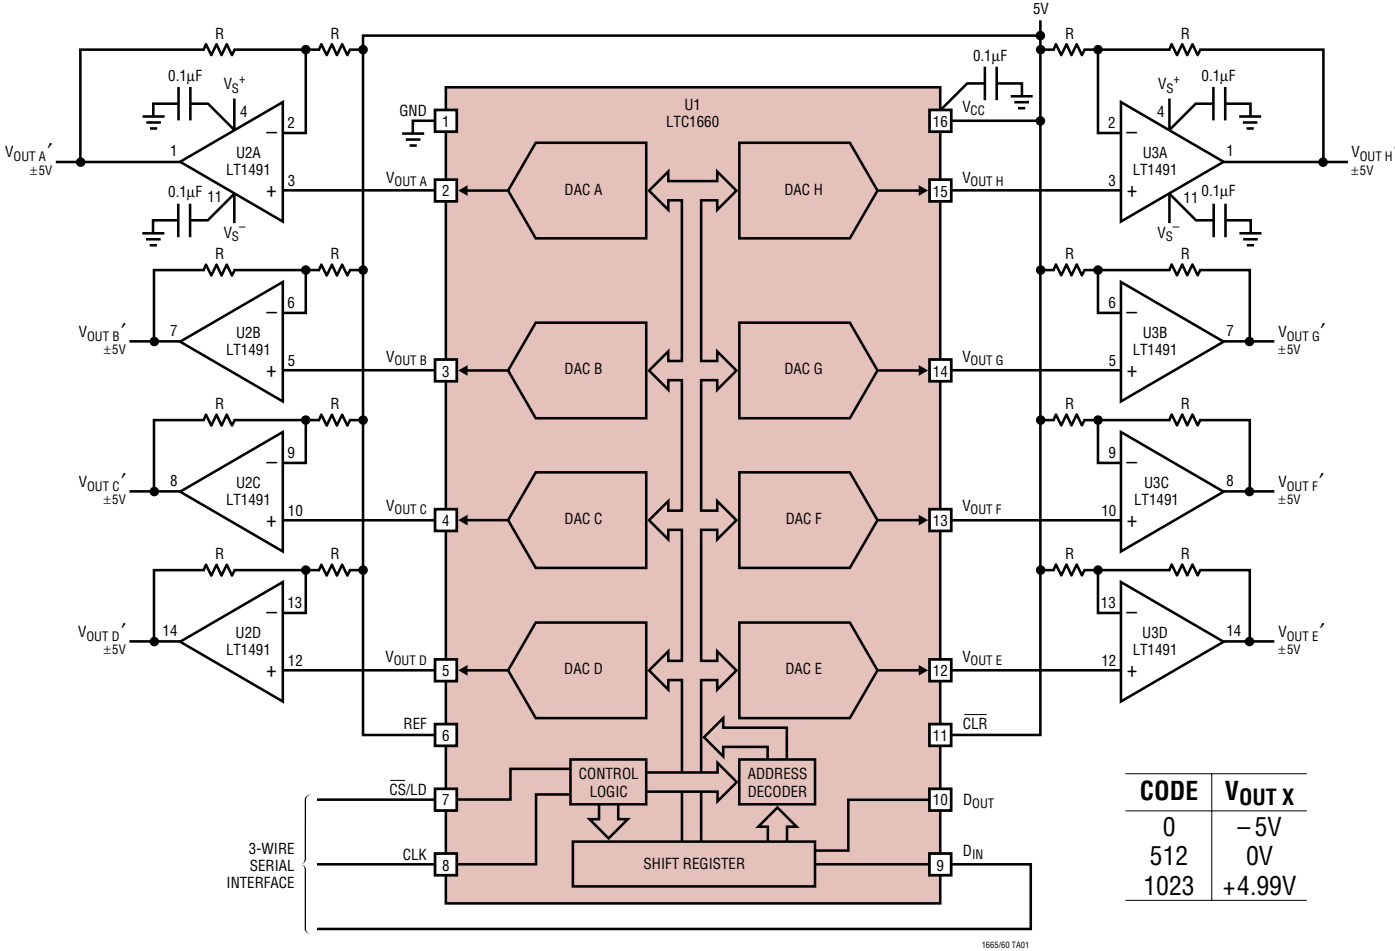 5V
R R
R R
0.1µF
VS+
4
2
1
U2A
LT1491
−
+
3
VOUT A′
±5V
0.1µF
11
VS−
GND
1
U1
LTC1660
0.1µF
VCC
16
VS+
4
0.1µF
2
−
U3A
LT1491
1
+
3
VOUT H′
±5V
11
0.1µF
VS−
VOUT A
2
DAC A
DAC H
15
VOUT H
R R
6
−
U2B
LT1491
7
VOUT B′
±5V
5
+
VOUT B
3
DAC B
DAC G
14
VOUT G
R R
6
−
U3B
LT1491
7
VOUT G′
±5V
5
+
R R
9
−
U2C
LT1491
8
VOUT C′
±5V
10
+
VOUT C
4
DAC C
DAC F
13
VOUT F
R R
9
−
U3C
LT1491
8
VOUT F′
±5V
10
+
R R
13
−
U2D
LT1491
14
VOUT D′
±5V
12
+
VOUT D
5
DAC D
DAC E
12
VOUT E
R R
13
−
U3D
LT1491
14
VOUT E′
±5V
12
+
REF
6
11
CLR
CS/LD
7
CONTROL
LOGIC
ADDRESS
DECODER
10
DOUT
3-WIRE
SERIAL
INTERFACE
CLK
8
SHIFT REGISTER
9
DIN
CODE VOUT X
0 −5V
512 0V
1023 +4.99V
1665/60 TA01